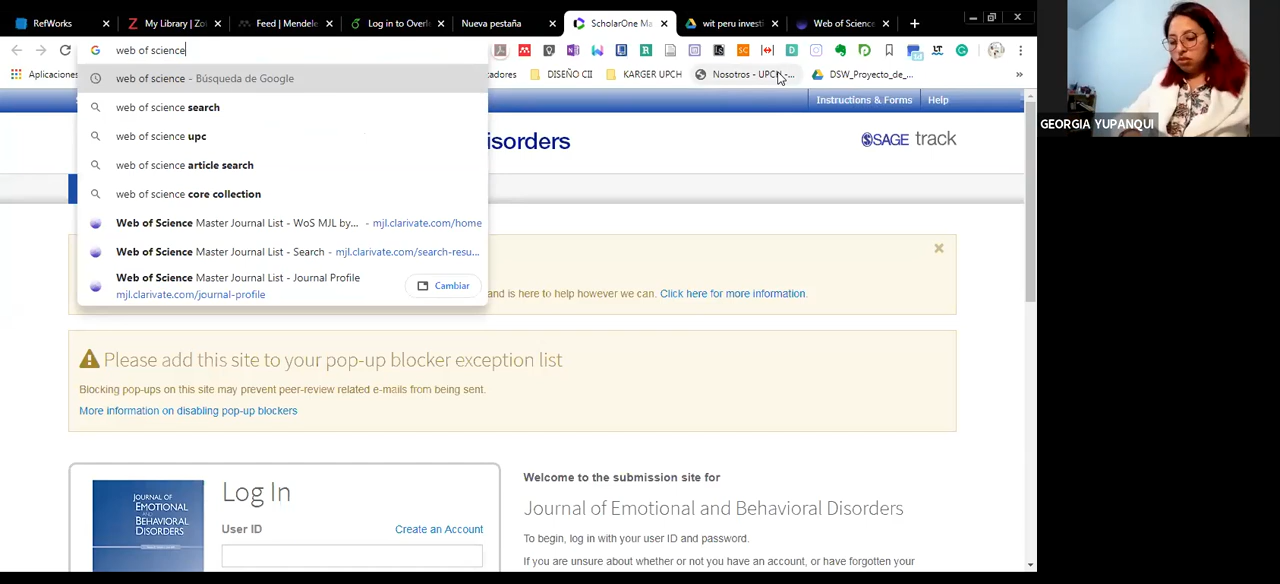 RefWorks
My Library | Zo
Feed | Mendele
Log in to Overl
Nueva pestaña
ScholarOne Ma
wit peru investi
Web of Science
web of science
Aplicaciones
adores
DISEÑO CII
KARGER UPCH
Nosotros - UPCH -...
DSW_Proyecto_de_...
»
web of science - Búsqueda de Google
web of science search
web of science upc
web of science article search
web of science core collection
Web of Science Master Journal List - WoS MJL by... - mjl.clarivate.com/home
Web of Science Master Journal List - Search - mjl.clarivate.com/search-resu...
Web of Science Master Journal List - Journal Profile
mjl.clarivate.com/journal-profile
Cambiar
Instructions & Forms
Help
isorders
SAGE track
and is here to help however we can. Click here for more information.
Please add this site to your pop-up blocker exception list
Blocking pop-ups on this site may prevent peer-review related e-mails from being sent.
More information on disabling pop-up blockers
JOURNAL OF
EMOTIONAL
AND
BEHAVIORAL
DISORDERS
Log In
User ID
Create an Account
Welcome to the submission site for
Journal of Emotional and Behavioral Disorders
To begin, log in with your user ID and password.
If you are unsure about whether or not you have an account, or have forgotten your
GEORGIA YUPANQUI